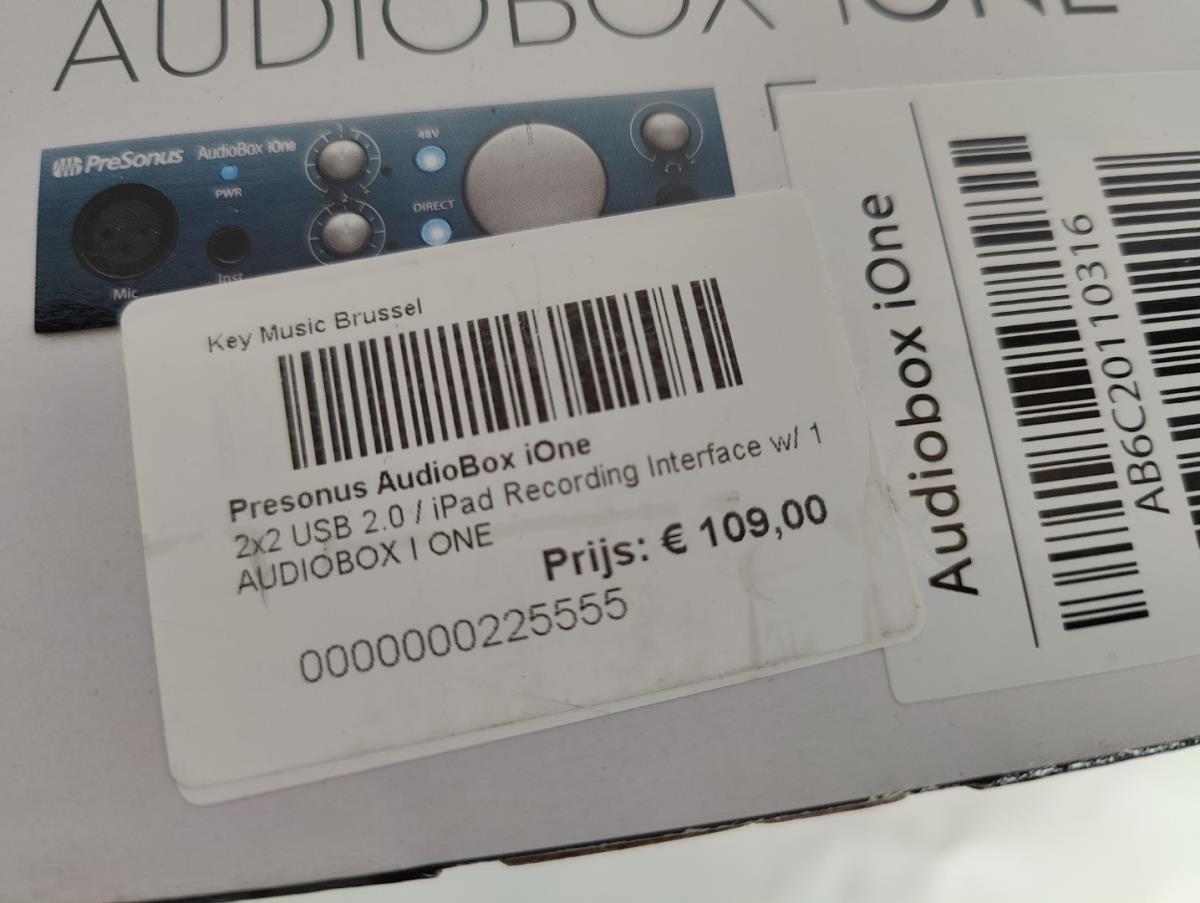 AUDIOBOX iONE
PreSonus
AudioBox iOne
PWR
48V
DIRECT
Mic
Inst
Key Music Brussel
Presonus AudioBox iOne
2x2 USB 2.0 / iPad Recording Interface w/ 1
AUDIOBOX I ONE
Prijs: € 109,00
0000000225555
Audiobox iOne
AB6C20110316